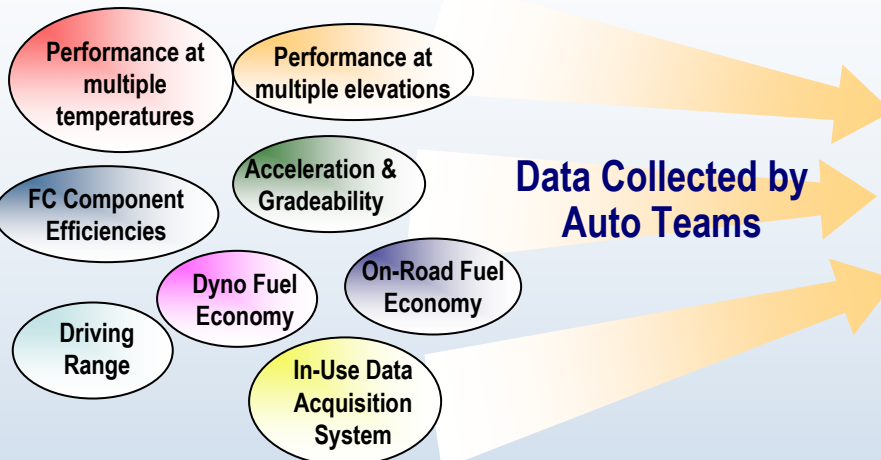 Performance at
multiple
temperatures
Performance at
multiple elevations
FC Component
Efficiencies
Acceleration &
Gradeability
Data Collected by
Auto Teams
Dyno Fuel
Economy
On-Road Fuel
Economy
Driving
Range
In-Use Data
Acquisition
System